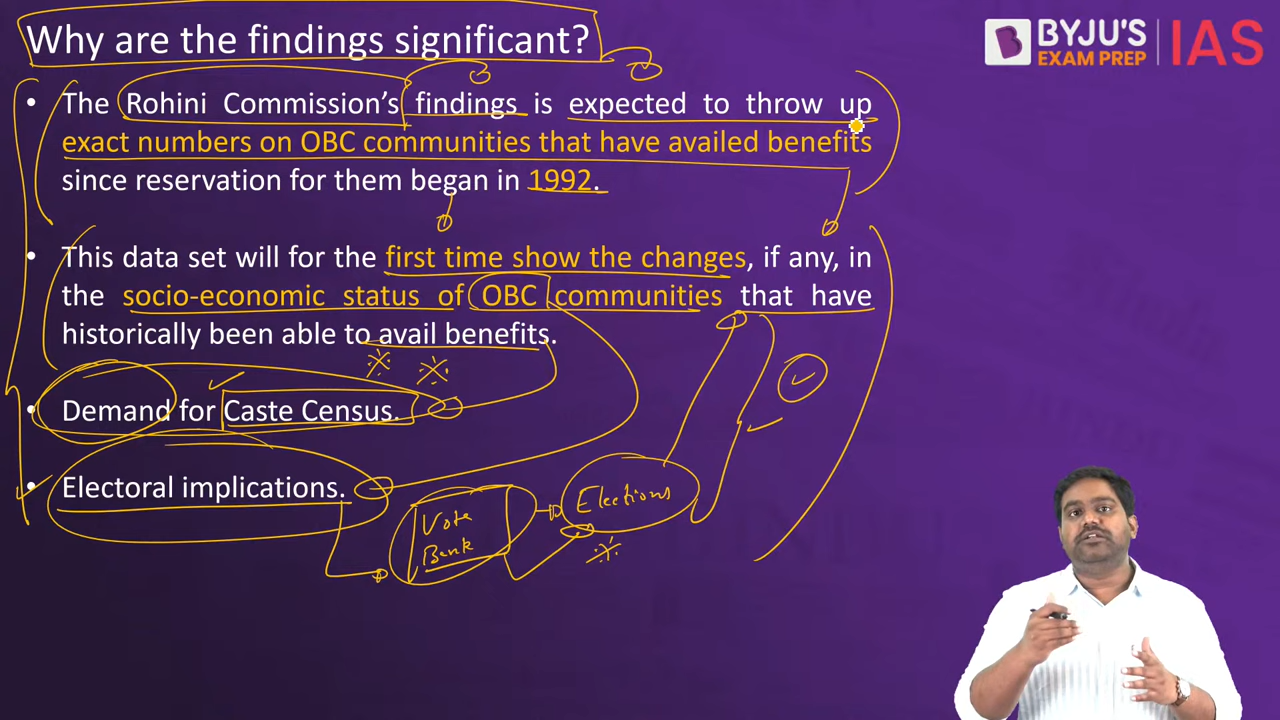 Why are the findings significant?
BYJU'S
EXAM PREP
IAS
• The Rohini Commission's findings is expected to throw up
exact numbers on OBC communities that have availed benefits
since reservation for them began in 1992.
• This data set will for the first time show the changes, if any, in
the socio-economic status of OBC communities that have
historically been able to avail benefits.
• Demand for Caste Census.
• Electoral implications.
Vote
Bank
Elections